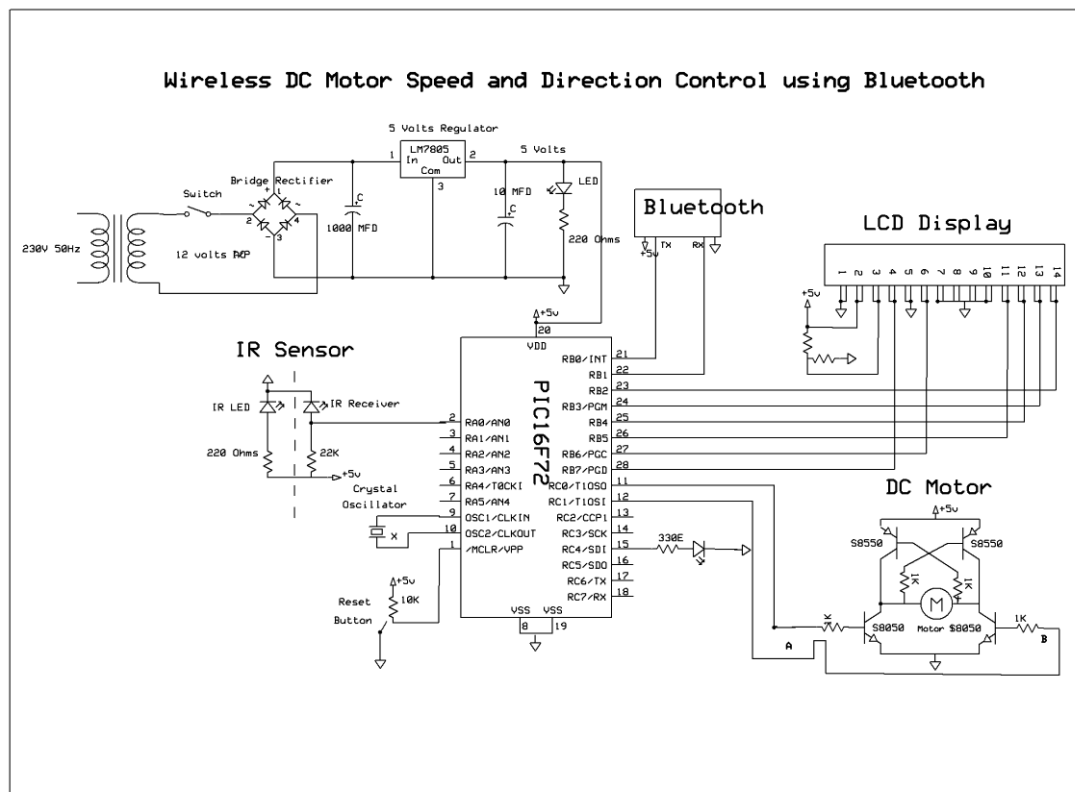 Wireless DC Motor Speed and Direction Control using Bluetooth
5 Volts Regulator
LM7805
1 In Out 2
Com
3
5 Volts
LED
Bridge Rectifier
Switch
+ 1
~ ~
2 4
- 3
C
1000 MFD
10 MFD
C
220 Ohms
230V 50Hz
12 volts
Bluetooth
+5v
TX RX
LCD Display
1 2 3 4 5 6 7 8 9 10 11 12 13 14
+5v
IR Sensor
IR LED
IR Receiver
220 Ohms
22K
+5v
Crystal
Oscillator
X
+5v
10K
Reset
Button
+5v
20
VDD
PIC16F72
2 RA0/AN0
3 RA1/AN1
4 RA2/AN2
5 RA3/AN3
6 RA4/T0CKI
7 RA5/AN4
9 OSC1/CLKIN
10 OSC2/CLKOUT
1 /MCLR/VPP
RB0/INT 21
RB1 22
RB2 23
RB3/PGM 24
RB4 25
RB5 26
RB6/PGC 27
RB7/PGD 28
RC0/T1OSO 11
RC1/T1OSI 12
RC2/CCP1 13
RC3/SCK 14
RC4/SDI 15
RC5/SDO 16
RC6/TX 17
RC7/RX 18
VSS VSS
8 19
330E
DC Motor
+5v
S8550
S8550
1K
1K
M
1K
S8050
Motor S8050
1K
A
B